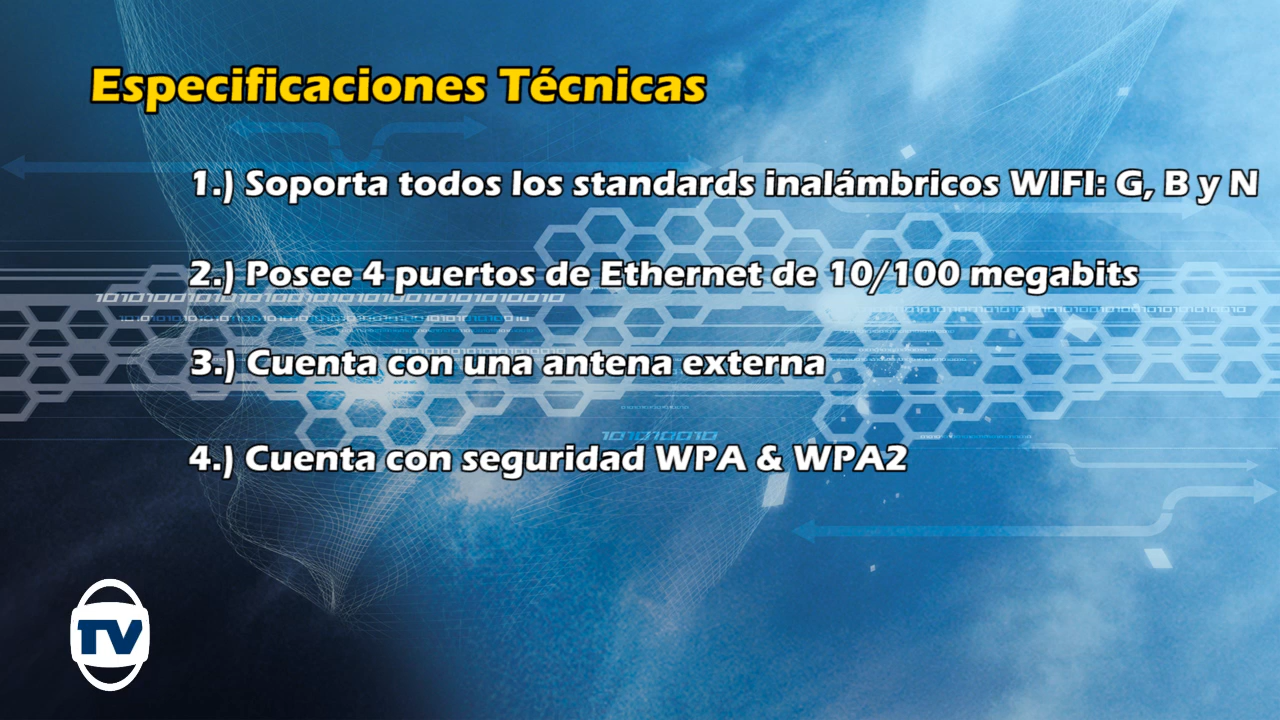 Especificaciones Técnicas
1.) Soporta todos los standards inalámbricos WIFI: G, B y N
2.) Posee 4 puertos de Ethernet de 10/100 megabits
3.) Cuenta con una antena externa
4.) Cuenta con seguridad WPA & WPA2
TV